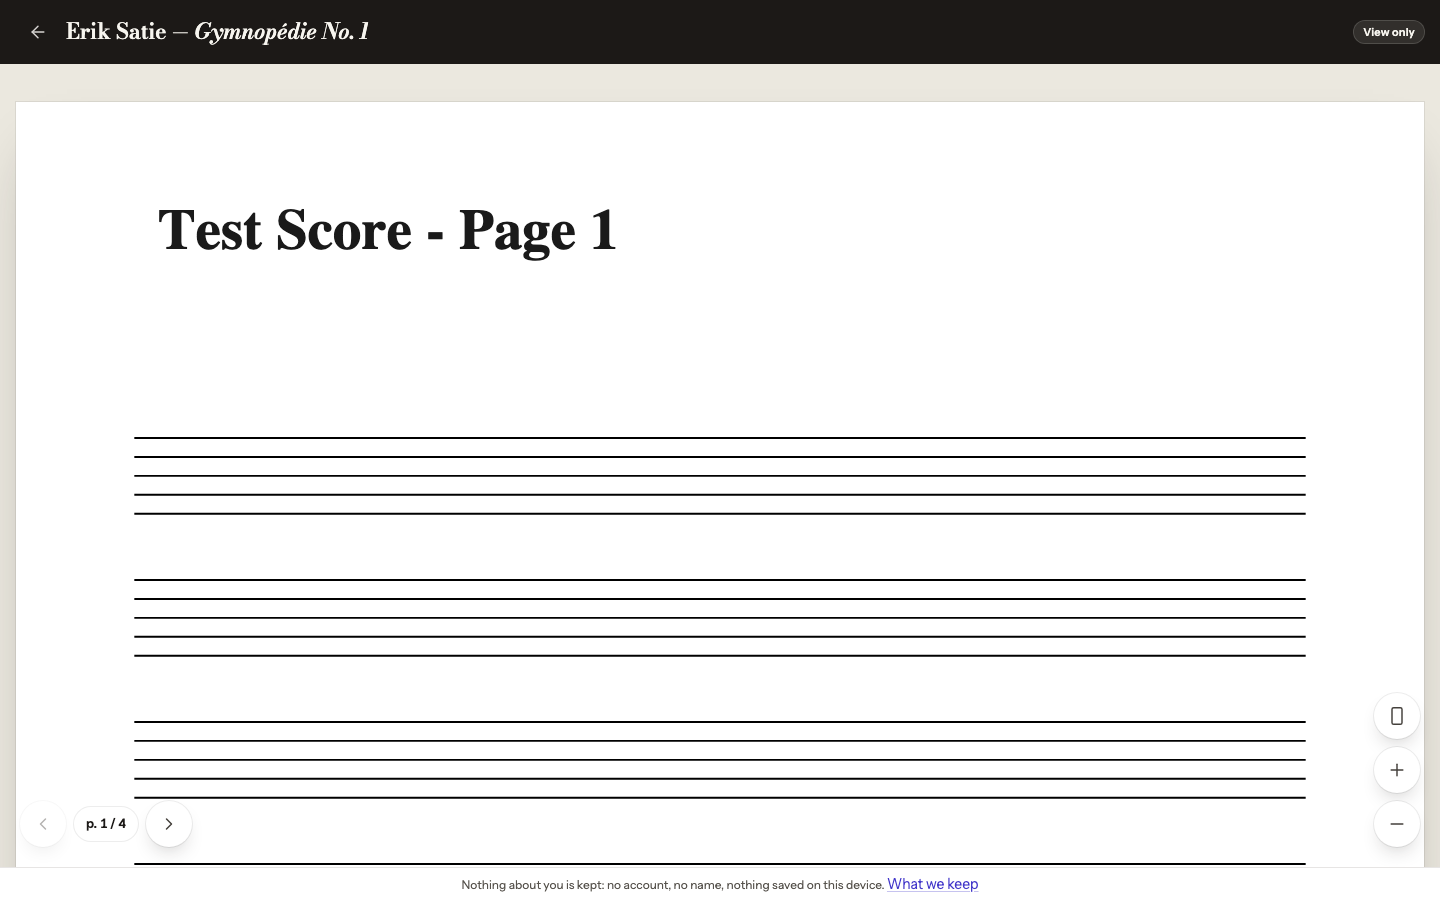 Erik Satie — Gymnopédie No. 1
View only
Test Score - Page 1
p. 1 / 4
Nothing about you is kept: no account, no name, nothing saved on this device. What we keep